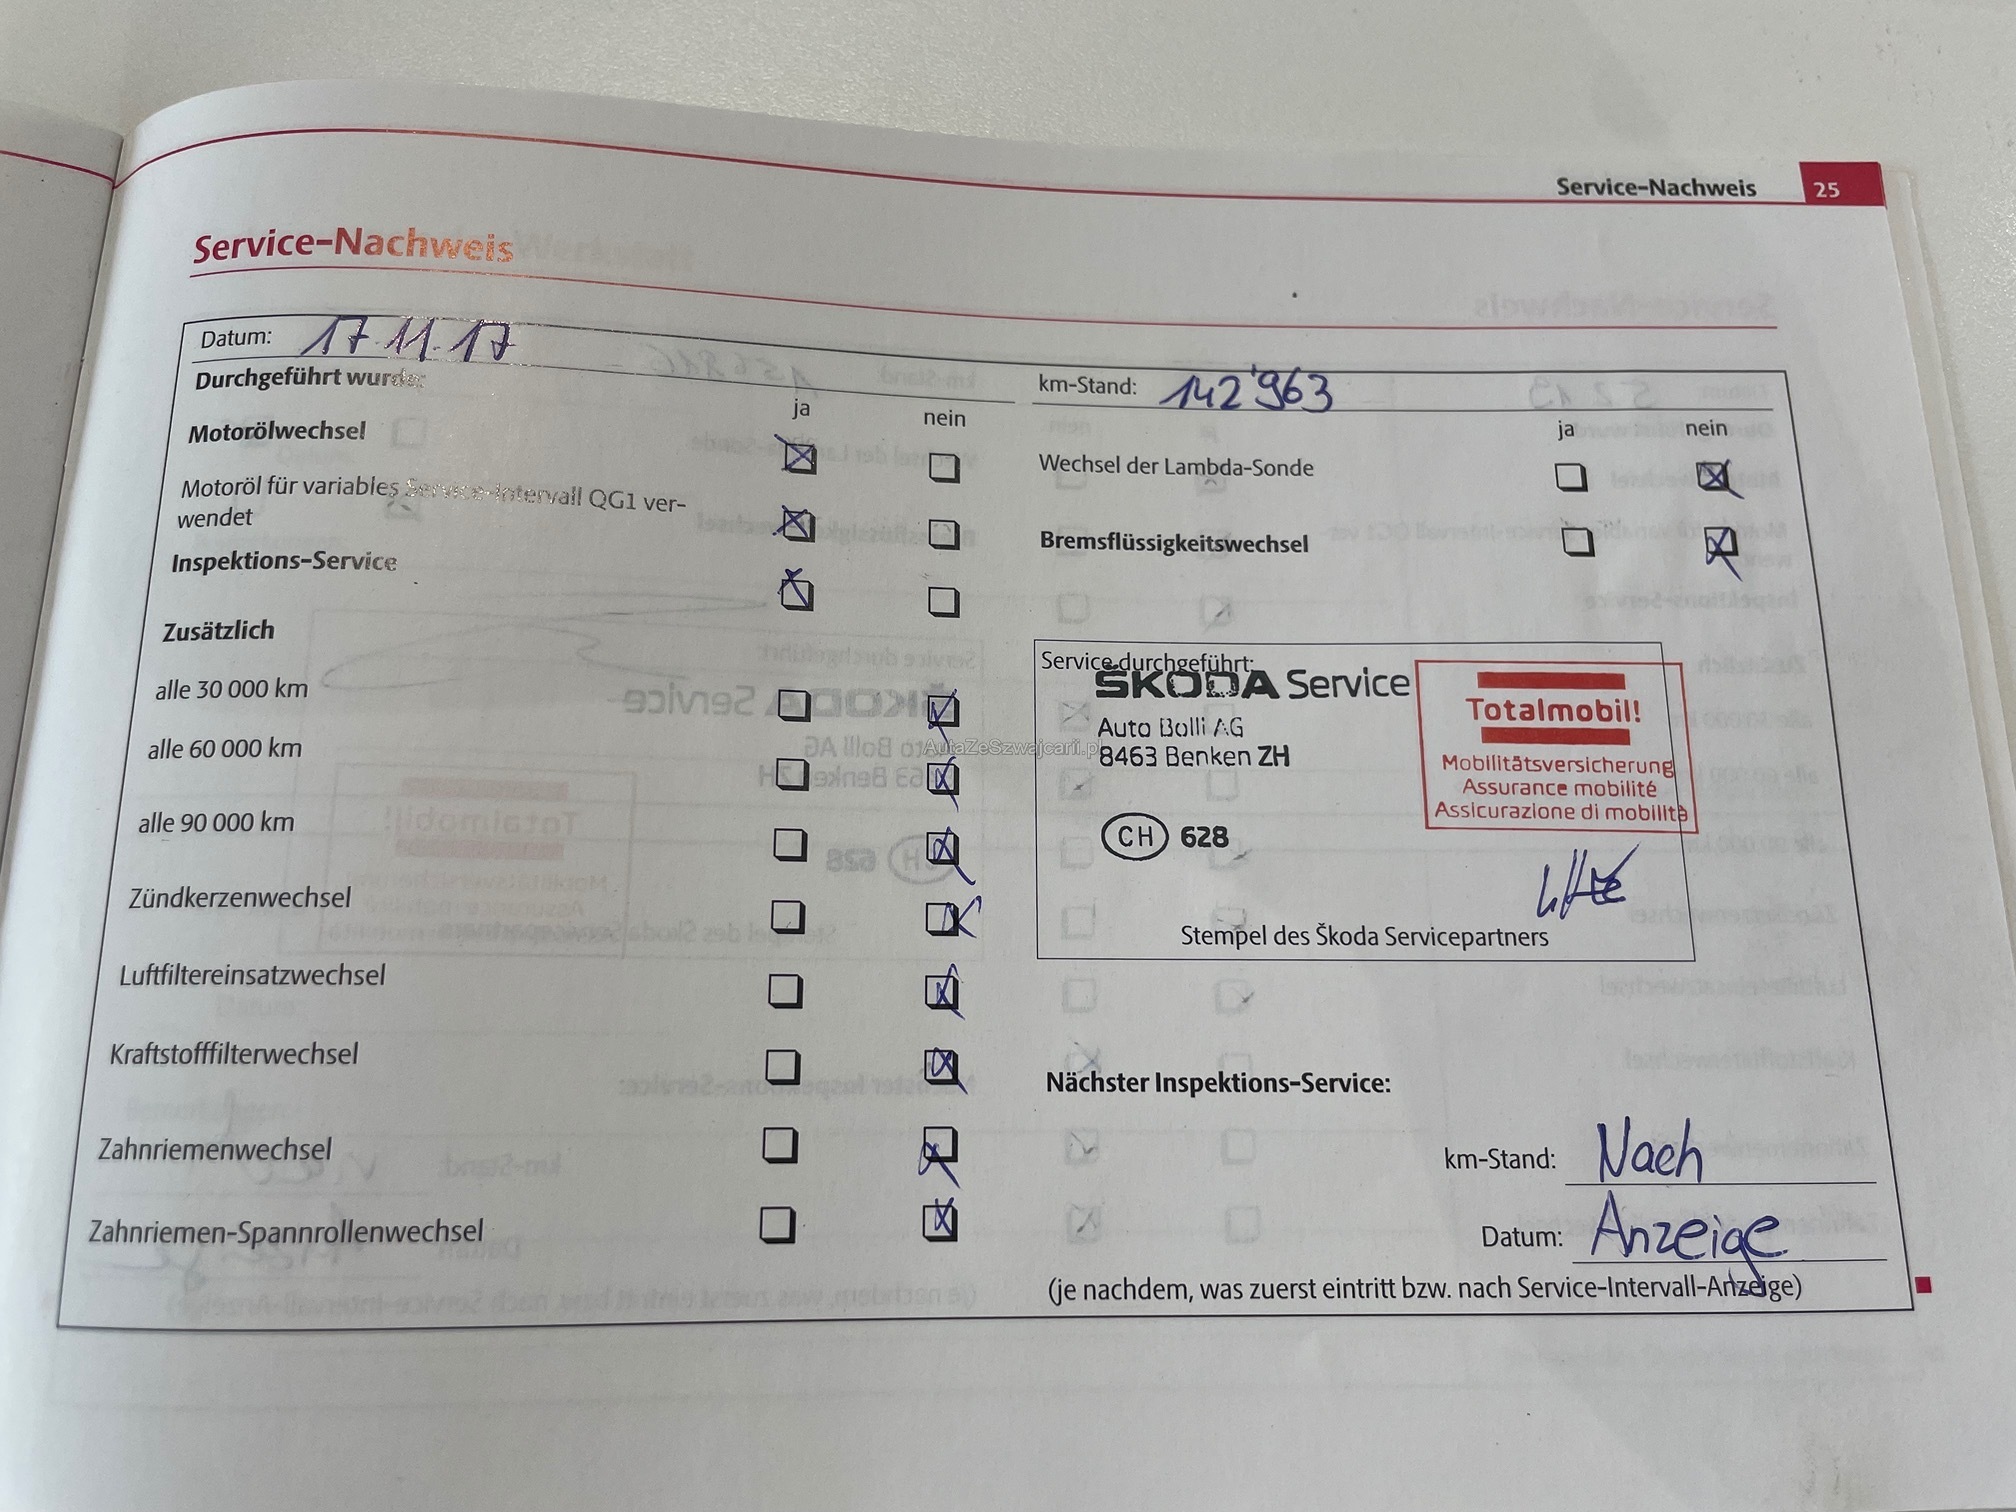 Service-Nachweis 25
Service-Nachweis
Datum: 17.11.17
km-Stand: 142'963
Durchgeführt wurde:
ja nein
Motorölwechsel
Motoröl für variables Service-Intervall QG1 ver-
wendet
Inspektions-Service
Zusätzlich
alle 30 000 km
alle 60 000 km
alle 90 000 km
Zündkerzenwechsel
Luftfiltereinsatzwechsel
Kraftstofffilterwechsel
Zahnriemenwechsel
Zahnriemen-Spannrollenwechsel
ja nein
Wechsel der Lambda-Sonde
Bremsflüssigkeitswechsel
Service durchgeführt:
ŠKODA Service
Auto Bolli AG
8463 Benken ZH
CH 628
Totalmobil!
Mobilitätsversicherung
Assurance mobilité
Assicurazione di mobilità
Stempel des Škoda Servicepartners
Nächster Inspektions-Service:
km-Stand: Nach
Datum: Anzeige
(je nachdem, was zuerst eintritt bzw. nach Service-Intervall-Anzeige)
AutaZeSzwajcarii.pl